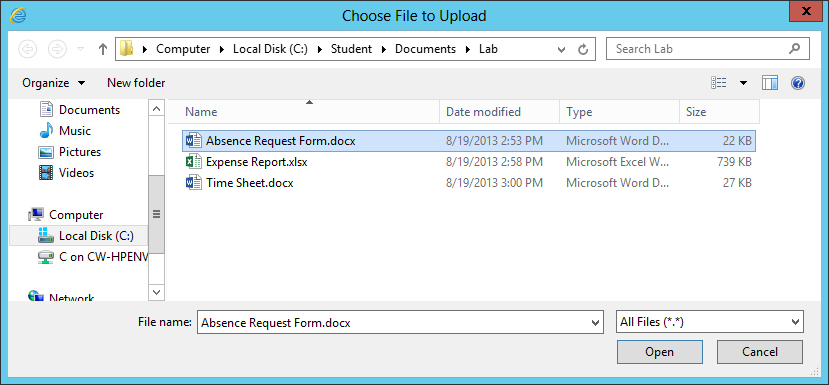 Choose File to Upload
Computer Local Disk (C:) Student Documents Lab
Search Lab
Organize New folder
Name Date modified Type Size
Documents
Music
Pictures
Videos
Computer
Local Disk (C:)
C on CW-HPENV
Network
Absence Request Form.docx 8/19/2013 2:53 PM Microsoft Word D... 22 KB
Expense Report.xlsx 8/19/2013 2:58 PM Microsoft Excel W... 739 KB
Time Sheet.docx 8/19/2013 3:00 PM Microsoft Word D... 27 KB
File name: Absence Request Form.docx All Files (*.*)
Open Cancel